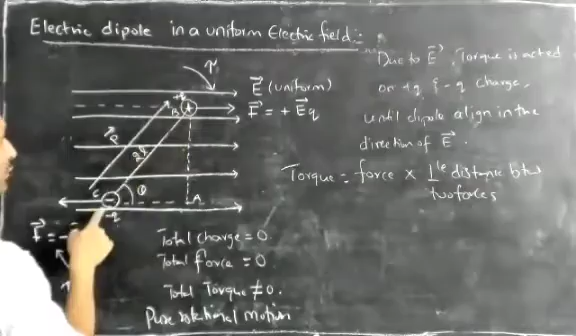 Electric dipole in a uniform Electric field:-
τ
E⃗ (uniform)
F⃗ = + E⃗q
+q
B
+
P⃗
2l
θ
C
-
-q
A
F⃗ = -
Total charge = 0.
Total force = 0
Total Torque ≠ 0.
Pure rotational motion
Due to E⃗, Torque is acted
on +q & -q charge,
until dipole align in the
direction of E⃗.
Torque = force × ⊥le distance btw
two forces